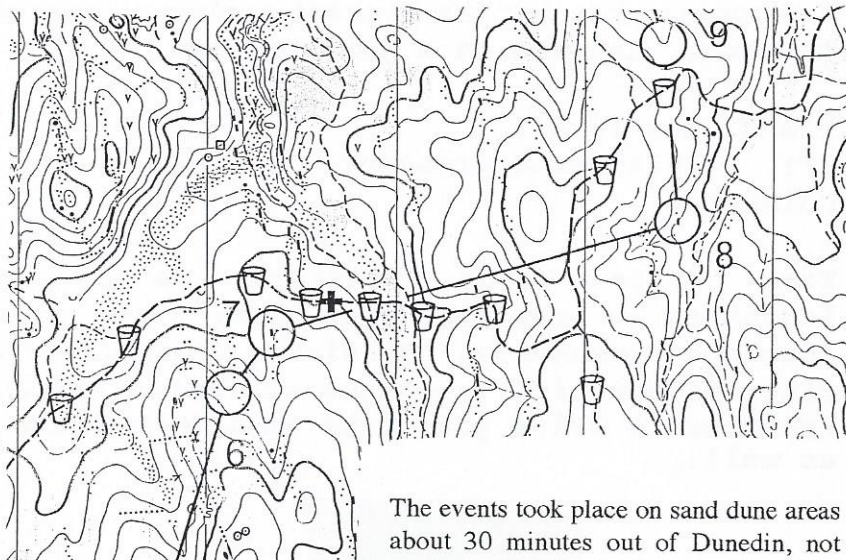 9
8
7
6
The events took place on sand dune areas
about 30 minutes out of Dunedin, not